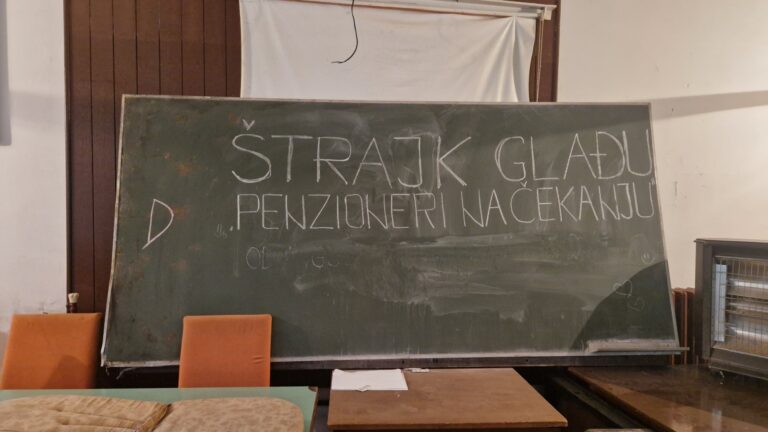 ŠTRAJK GLAĐU
D
„PENZIONERI NA ČEKANJU"